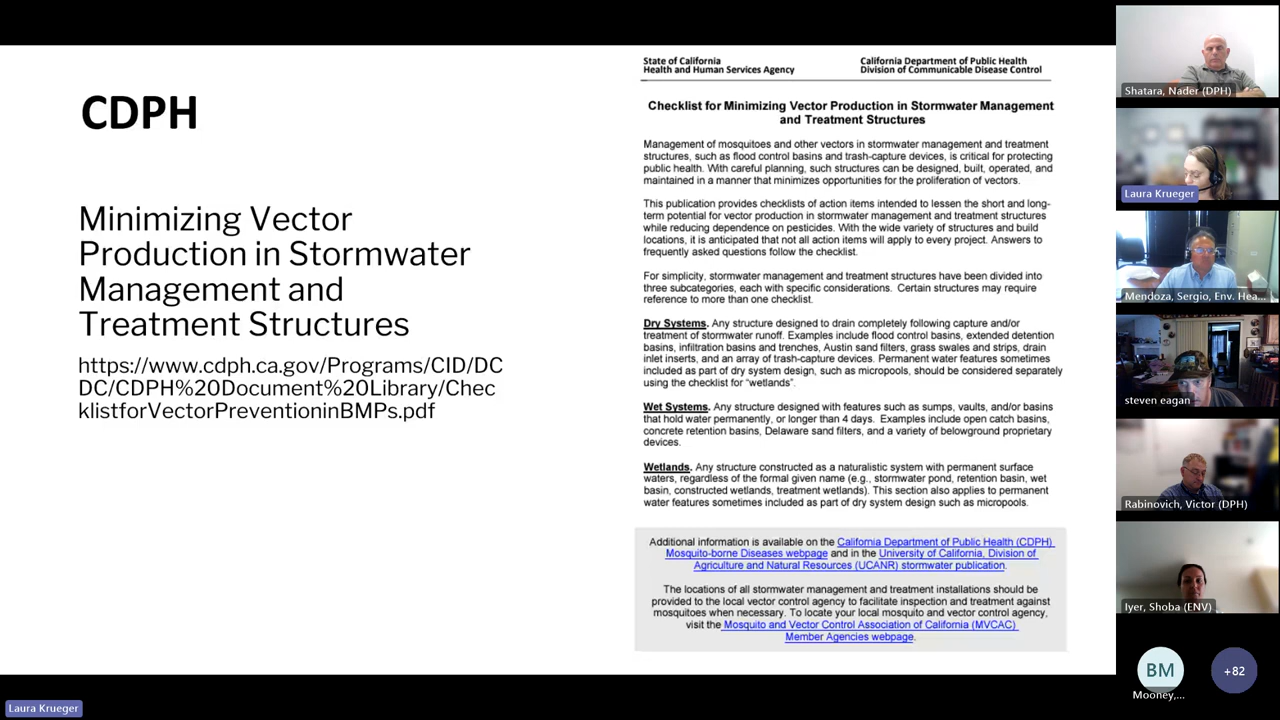 CDPH
Minimizing Vector
Production in Stormwater
Management and
Treatment Structures
https://www.cdph.ca.gov/Programs/CID/DC
DC/CDPH%20Document%20Library/Chec
klistforVectorPreventioninBMPs.pdf
State of California
Health and Human Services Agency
California Department of Public Health
Division of Communicable Disease Control
Checklist for Minimizing Vector Production in Stormwater Management
and Treatment Structures
Management of mosquitoes and other vectors in stormwater management and treatment
structures, such as flood control basins and trash-capture devices, is critical for protecting
public health. With careful planning, such structures can be designed, built, operated, and
maintained in a manner that minimizes opportunities for the proliferation of vectors.
This publication provides checklists of action items intended to lessen the short and long-
term potential for vector production in stormwater management and treatment structures
while reducing dependence on pesticides. With the wide variety of structures and build
locations, it is anticipated that not all action items will apply to every project. Answers to
frequently asked questions follow the checklist.
For simplicity, stormwater management and treatment structures have been divided into
three subcategories, each with specific considerations. Certain structures may require
reference to more than one checklist.
Dry Systems. Any structure designed to drain completely following capture and/or
treatment of stormwater runoff. Examples include flood control basins, extended detention
basins, infiltration basins and trenches, Austin sand filters, grass swales and strips, drain
inlet inserts, and an array of trash-capture devices. Permanent water features sometimes
included as part of dry system design, such as micropools, should be considered separately
using the checklist for "wetlands".
Wet Systems. Any structure designed with features such as sumps, vaults, and/or basins
that hold water permanently, or longer than 4 days. Examples include open catch basins,
concrete retention basins, Delaware sand filters, and a variety of belowground proprietary
devices.
Wetlands. Any structure constructed as a naturalistic system with permanent surface
waters, regardless of the formal given name (e.g., stormwater pond, retention basin, wet
basin, constructed wetlands, treatment wetlands). This section also applies to permanent
water features sometimes included as part of dry system design such as micropools.
Additional information is available on the California Department of Public Health (CDPH)
Mosquito-borne Diseases webpage and in the University of California, Division of
Agriculture and Natural Resources (UCANR) stormwater publication.
The locations of all stormwater management and treatment installations should be
provided to the local vector control agency to facilitate inspection and treatment against
mosquitoes when necessary. To locate your local mosquito and vector control agency,
visit the Mosquito and Vector Control Association of California (MVCAC)
Member Agencies webpage.
Shatara, Nader (DPH)
Laura Krueger
Mendoza, Sergio, Env. Hea...
steven eagan
Rabinovich, Victor (DPH)
Iyer, Shoba (ENV)
BM
Mooney,...
+82
Laura Krueger